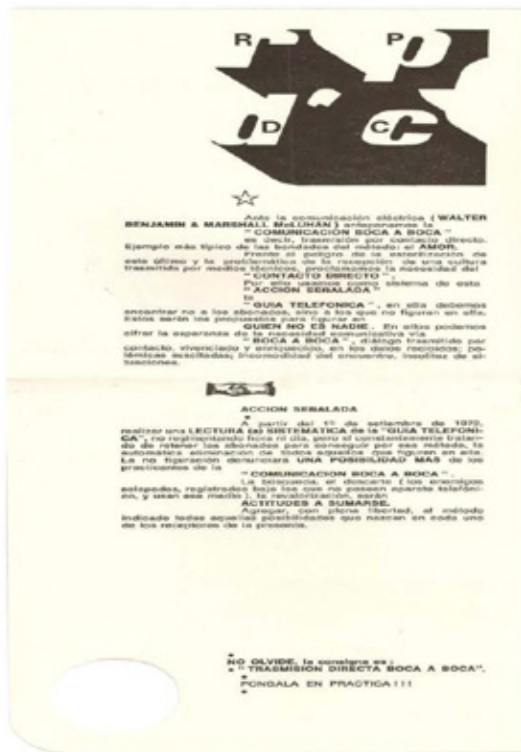 R P
D C
Ante la comunicación eléctrica (WALTER
BENJAMIN & MARSHALL McLUHAN) anteponemos la
"COMUNICACION BOCA A BOCA"
es decir, trasmisión por contacto directo.
Ejemplo más típico de las bondades del método: el AMOR.
Frente al peligro de la esterilización de
este último y la problemática de la recepción de una cultura
trasmitida por medios técnicos, proclamamos la necesidad del
"CONTACTO DIRECTO".
Por ello usamos como sistema de esta
"ACCION SEÑALADA"
la
"GUIA TELEFONICA", en ella debemos
encontrar no a los abonados, sino a los que no figuran en ella.
Estos serán los propuestos para figurar en
QUIEN NO ES NADIE. En ellos podemos
cifrar la esperanza de la necesidad comunicativa vía
"BOCA A BOCA", diálogo trasmitido por
contacto, vivenciado y enriquecido, en los datos recibidos; po-
lémicas suscitadas; incomodidad del encuentro, insolitez de si-
tuaciones.
ACCION SEÑALADA
A partir del 1º de setiembre de 1972,
realizar una LECTURA (a) SISTEMATICA de la "GUIA TELEFONI-
CA", no reglmentando hora ni día, pero sí constantemente tratan-
do de retener los abonados para conseguir por ese método, la
automática eliminación de todos aquellos que figuren en ella.
La no figuración denunciará UNA POSIBILIDAD MAS de los
practicantes de la
"COMUNICACION BOCA A BOCA".
La búsqueda, el descarte (los enemigos
solapados, registrados bajo los que no poseen aparato telefóni-
co, y usan ese medio), la revalorización, serán
ACTITUDES A SUMARSE.
Agregar, con plena libertad, al método
indicado todas aquellas posibilidades que nazcan en cada uno
de los receptores de la presente.
NO OLVIDE, la consigna es:
"TRASMISION DIRECTA BOCA A BOCA".
PONGALA EN PRACTICA!!!